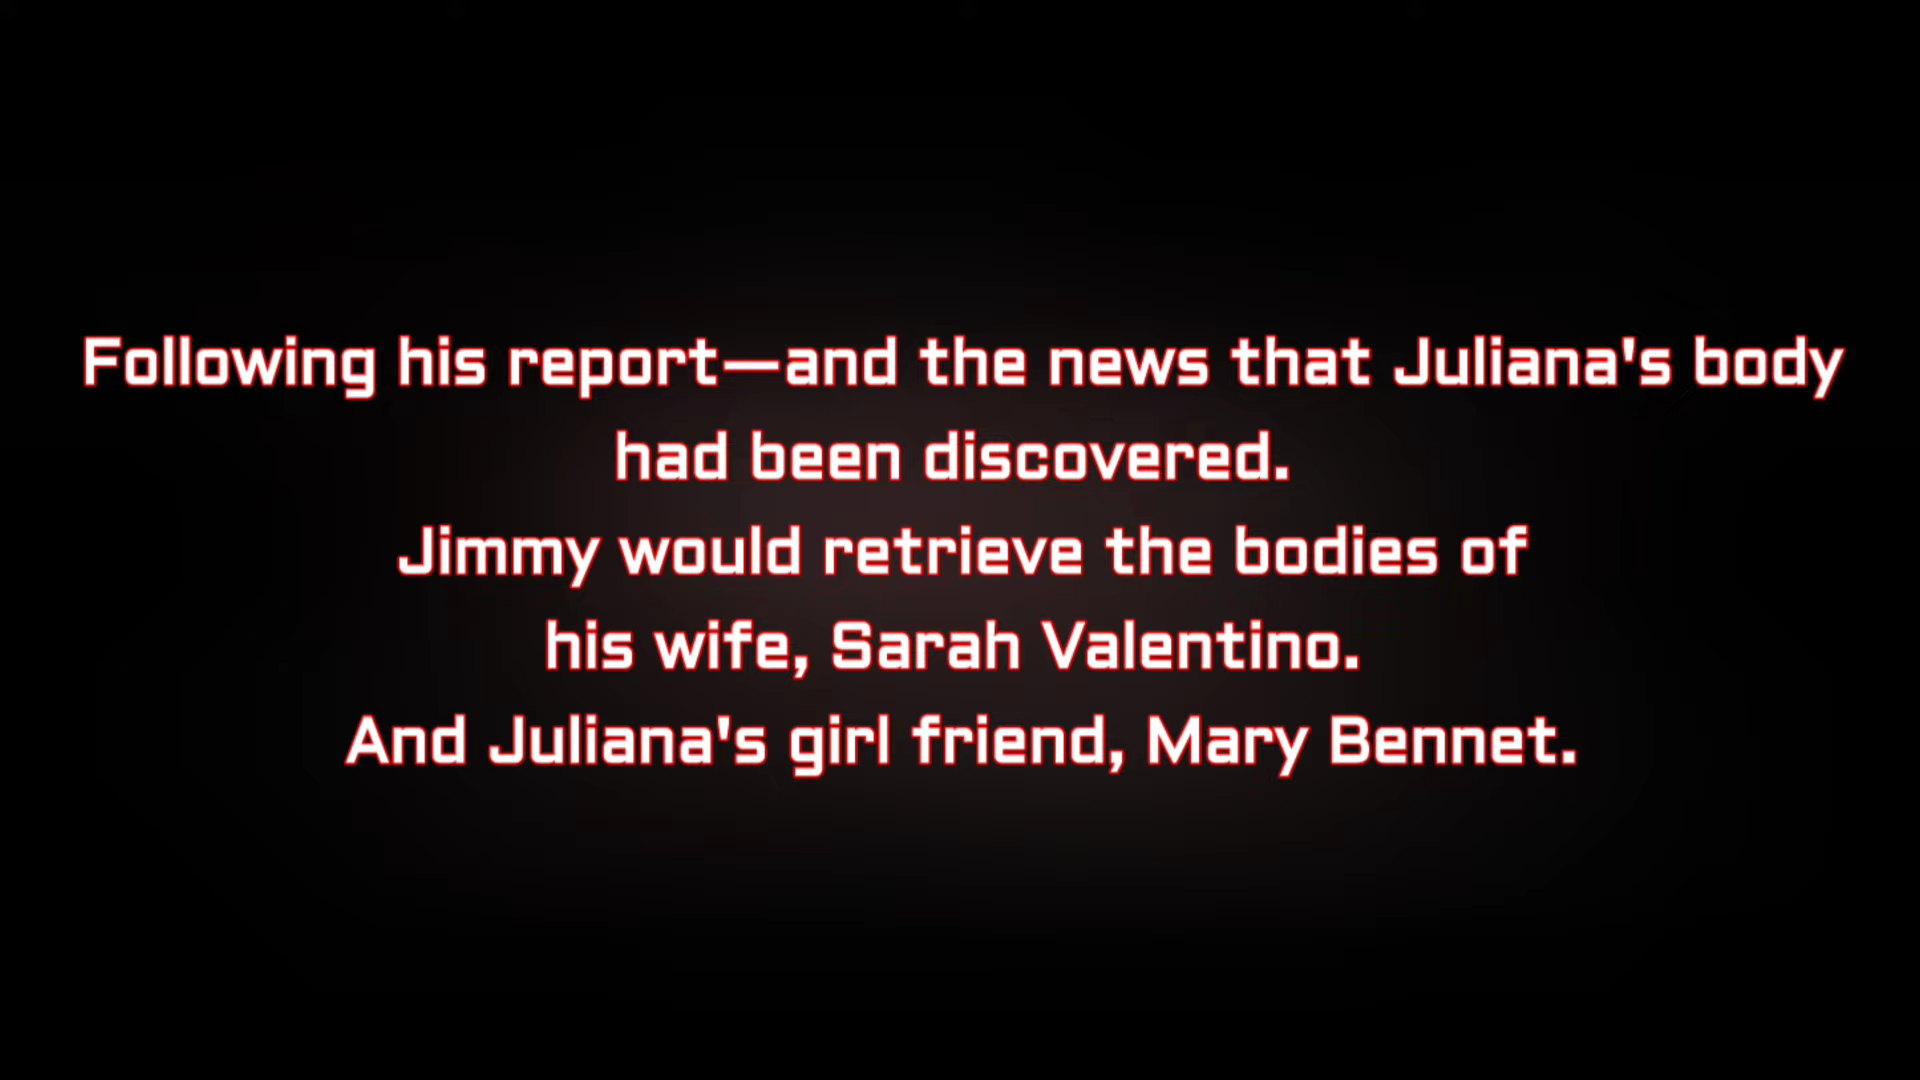 Following his report—and the news that Juliana's body
had been discovered.
Jimmy would retrieve the bodies of
his wife, Sarah Valentino.
And Juliana's girl friend, Mary Bennet.